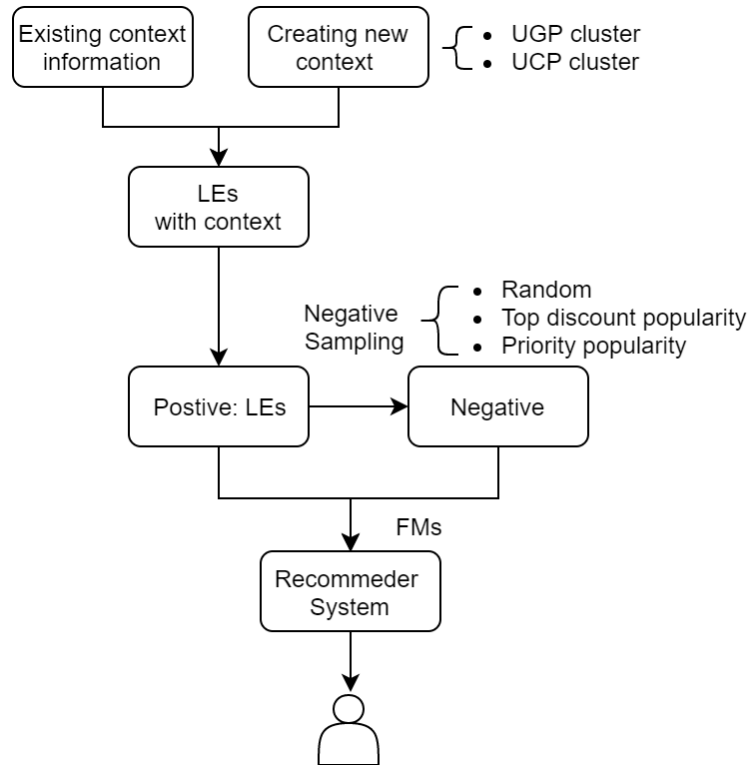 Existing context
information
Creating new
context
• UGP cluster
• UCP cluster
LEs
with context
Negative
Sampling
• Random
• Top discount popularity
• Priority popularity
Postive: LEs
Negative
FMs
Recommeder
System